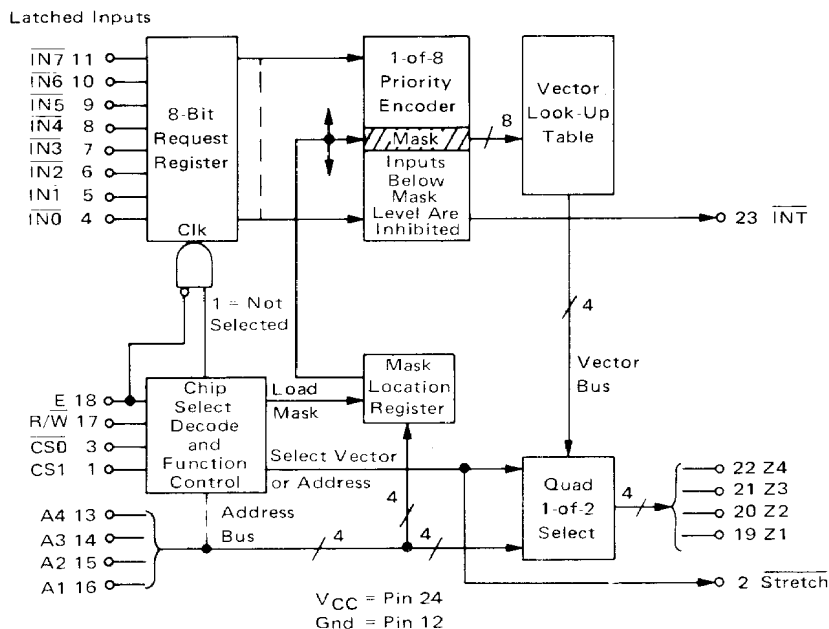 Latched Inputs
IN7 11
IN6 10
IN5 9
IN4 8
IN3 7
IN2 6
IN1 5
IN0 4
8-Bit
Request
Register
Clk
1-of-8
Priority
Encoder
Mask
Inputs
Below
Mask
Level Are
Inhibited
8
Vector
Look-Up
Table
23 INT
1 = Not
Selected
4
Vector
Bus
E 18
R/W 17
CS0 3
CS1 1
Chip
Select
Decode
and
Function
Control
Load
Mask
Mask
Location
Register
Select Vector
or Address
4
Quad
1-of-2
Select
4
22 Z4
21 Z3
20 Z2
19 Z1
A4 13
A3 14
A2 15
A1 16
Address
Bus
4
4
2 Stretch
VCC = Pin 24
Gnd = Pin 12